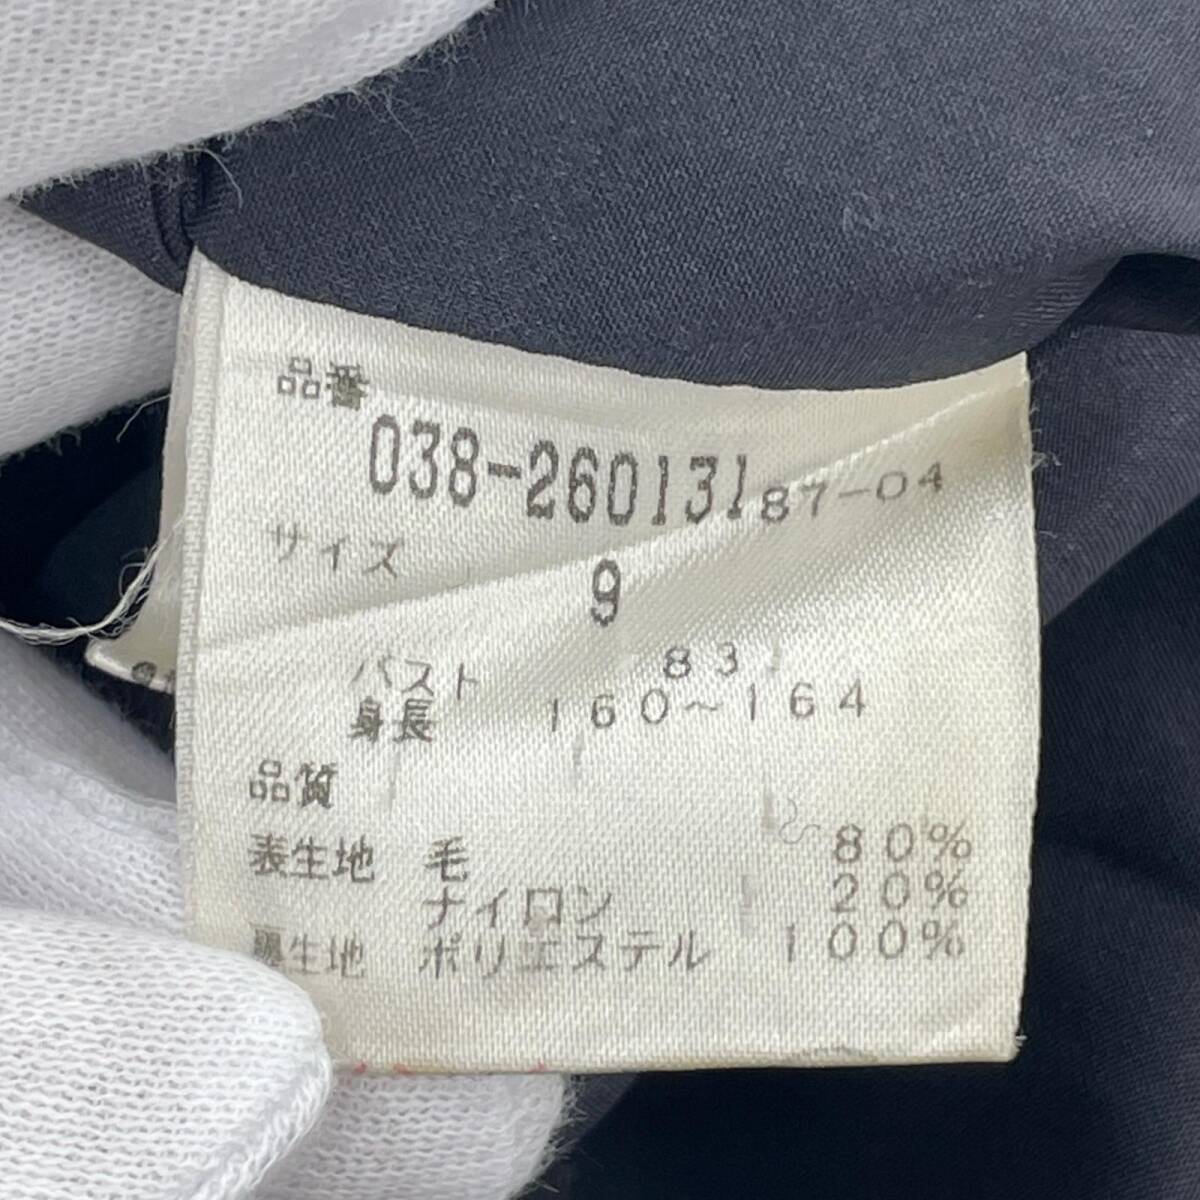 品番
038-260131 87-04
サイズ
9
バスト 83
身長 160~164
品質
表生地 毛 80%
ナイロン 20%
裏生地 ポリエステル 100%